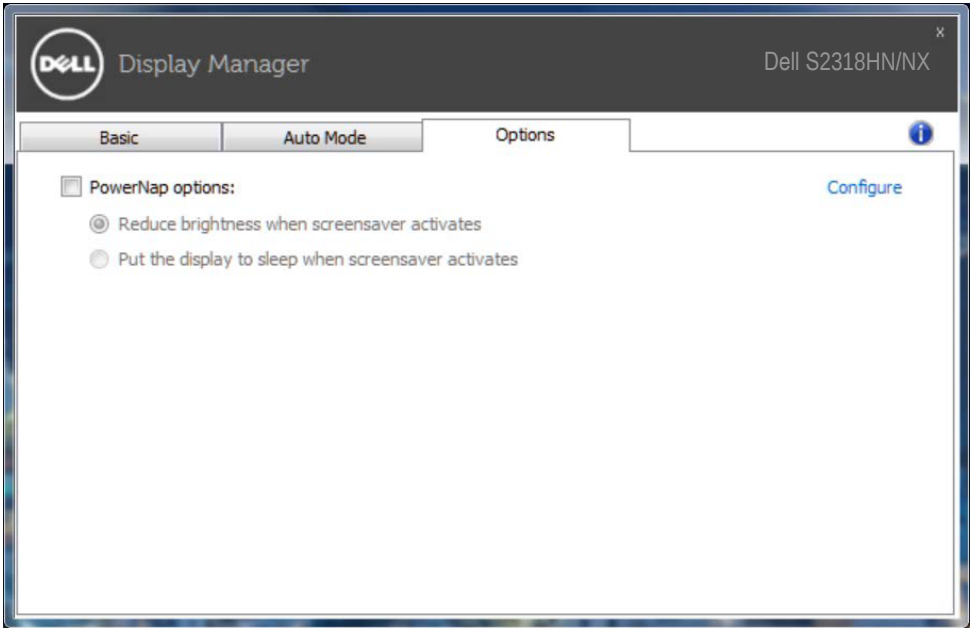 DELL Display Manager
Dell S2318HN/NX
x
Basic Auto Mode Options
i
PowerNap options: Configure
Reduce brightness when screensaver activates
Put the display to sleep when screensaver activates